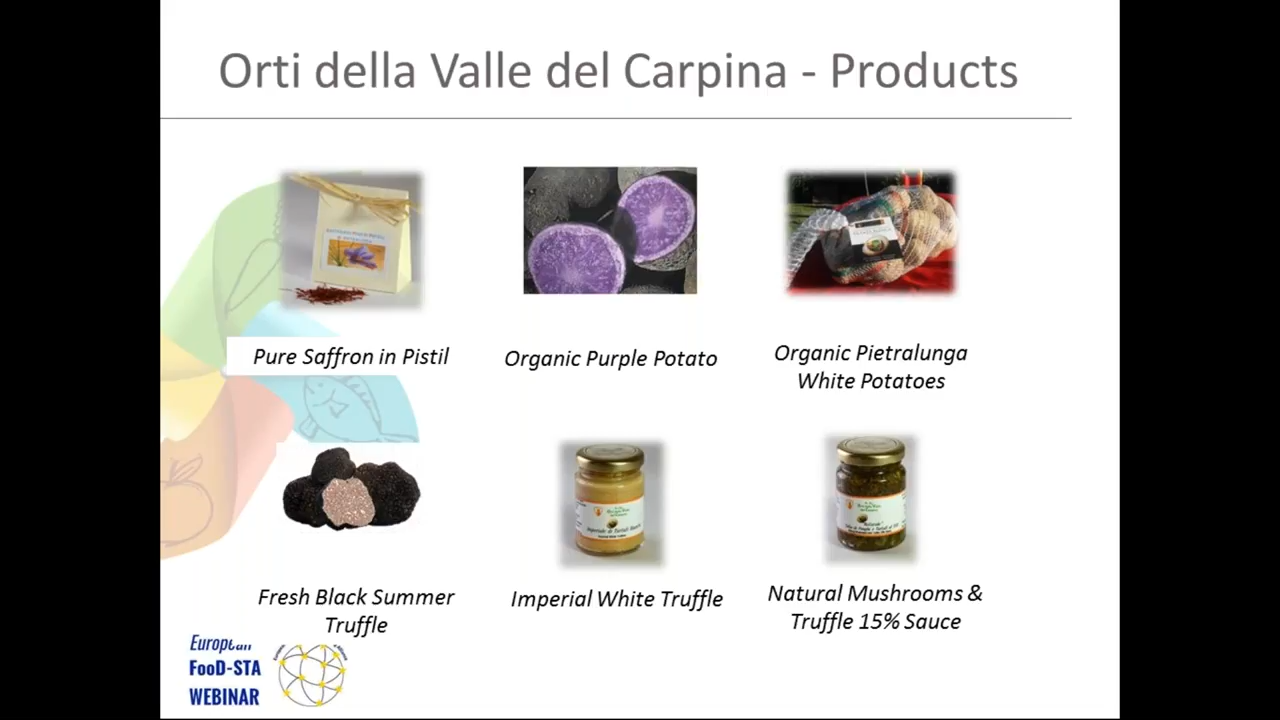 Orti della Valle del Carpina - Products
Pure Saffron in Pistil
Organic Purple Potato
Organic Pietralunga
White Potatoes
Fresh Black Summer
Truffle
Imperial White Truffle
Natural Mushrooms &
Truffle 15% Sauce
European
FooD-STA
WEBINAR